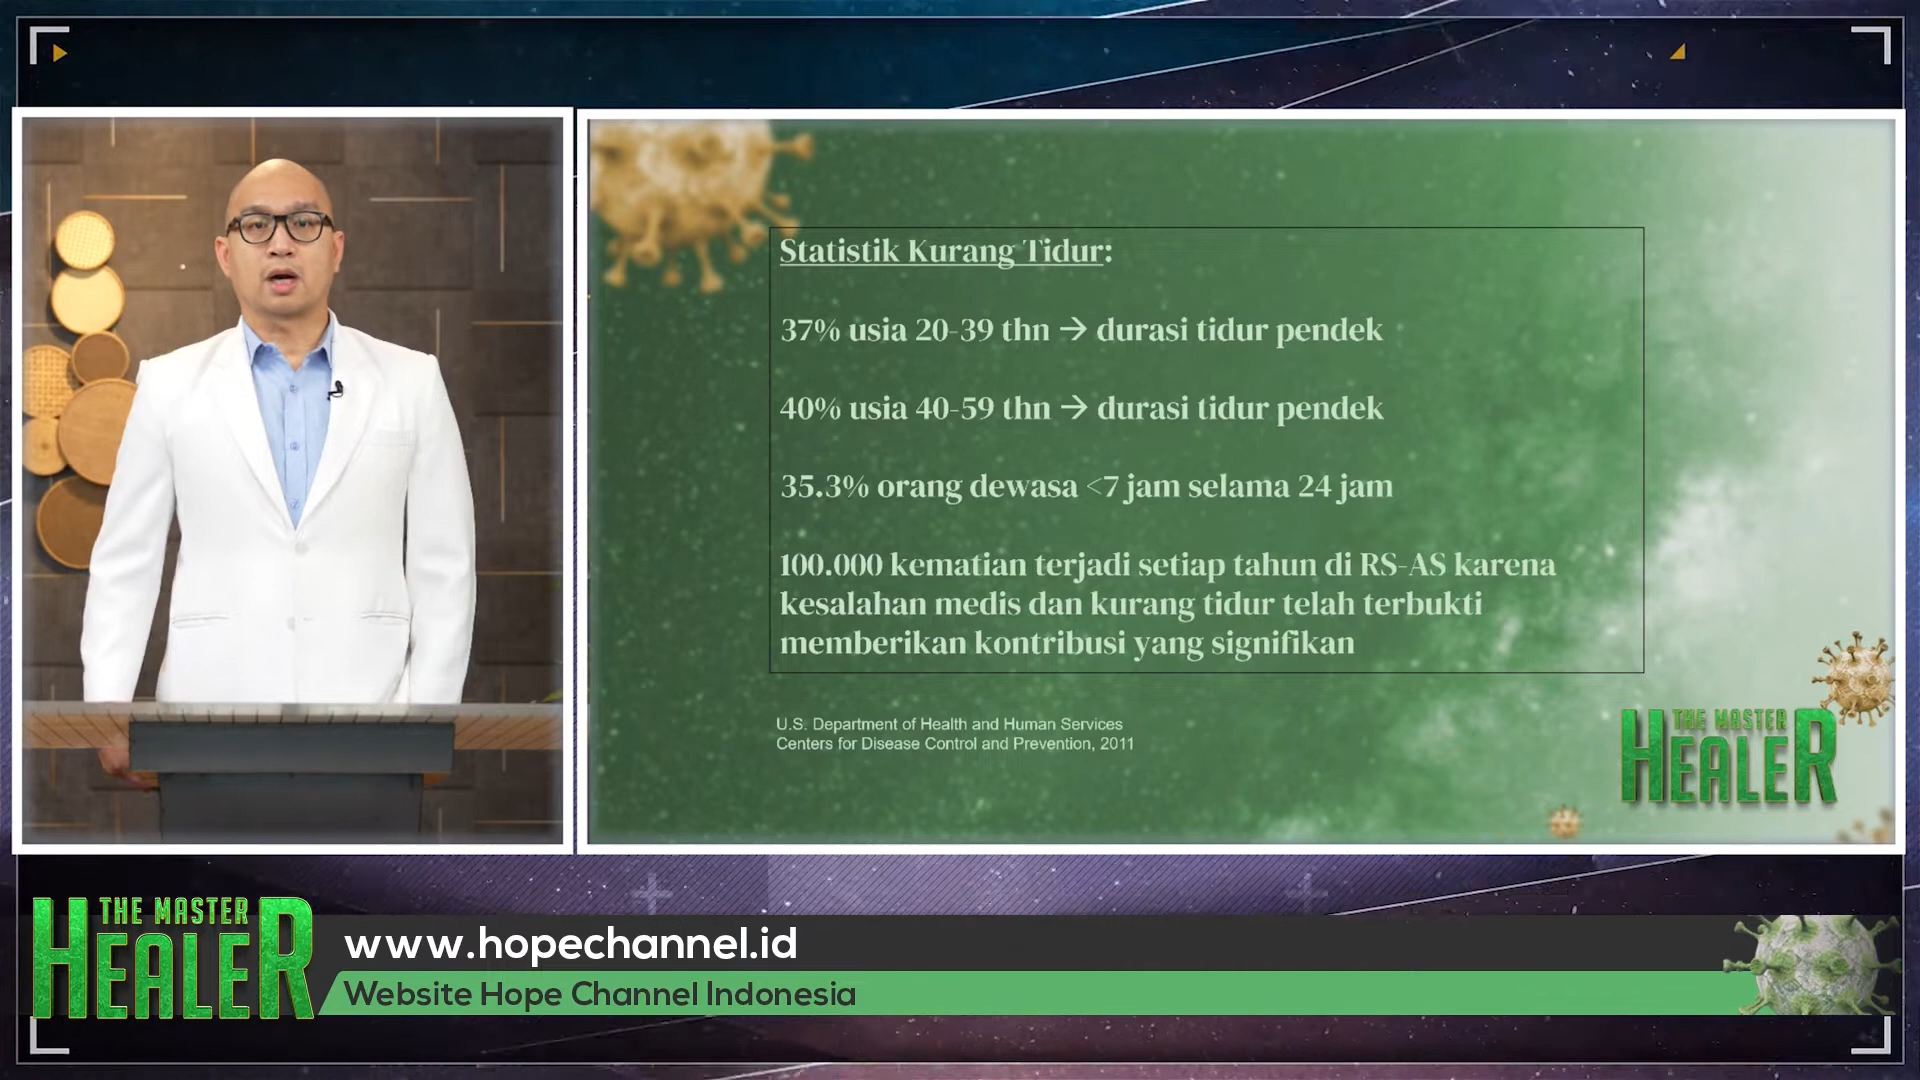 Statistik Kurang Tidur:
37% usia 20-39 thn → durasi tidur pendek
40% usia 40-59 thn → durasi tidur pendek
35.3% orang dewasa <7 jam selama 24 jam
100.000 kematian terjadi setiap tahun di RS-AS karena
kesalahan medis dan kurang tidur telah terbukti
memberikan kontribusi yang signifikan
U.S. Department of Health and Human Services
Centers for Disease Control and Prevention, 2011
THE MASTER
HEALER
THE MASTER
HEALER
www.hopechannel.id
Website Hope Channel Indonesia